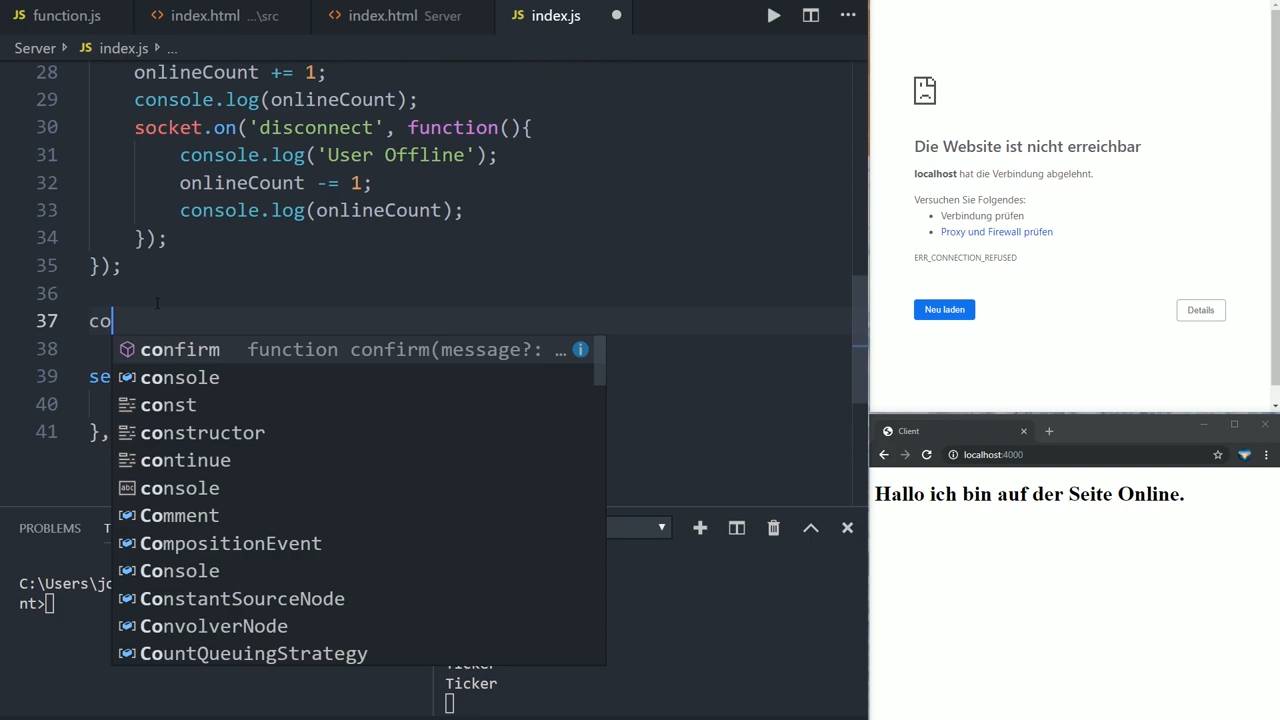 JS function.js
index.html ...\src
index.html Server
JS index.js
Server
JS index.js
...
28 onlineCount += 1;
29 console.log(onlineCount);
30 socket.on('disconnect', function(){
31 console.log('User Offline');
32 onlineCount -= 1;
33 console.log(onlineCount);
34 });
35 });
36
37 co
38
39 se
40
41 },
confirm function confirm(message?: ...
console
const
constructor
continue
abc console
Comment
CompositionEvent
Console
ConstantSourceNode
ConvolverNode
CountQueuingStrategy
PROBLEMS
T
C:\Users\jo
nt>
Ticker
Ticker
Die Website ist nicht erreichbar
localhost hat die Verbindung abgelehnt.
Versuchen Sie Folgendes:
• Verbindung prüfen
• Proxy und Firewall prüfen
ERR_CONNECTION_REFUSED
Neu laden
Details
Client
localhost:4000
Hallo ich bin auf der Seite Online.